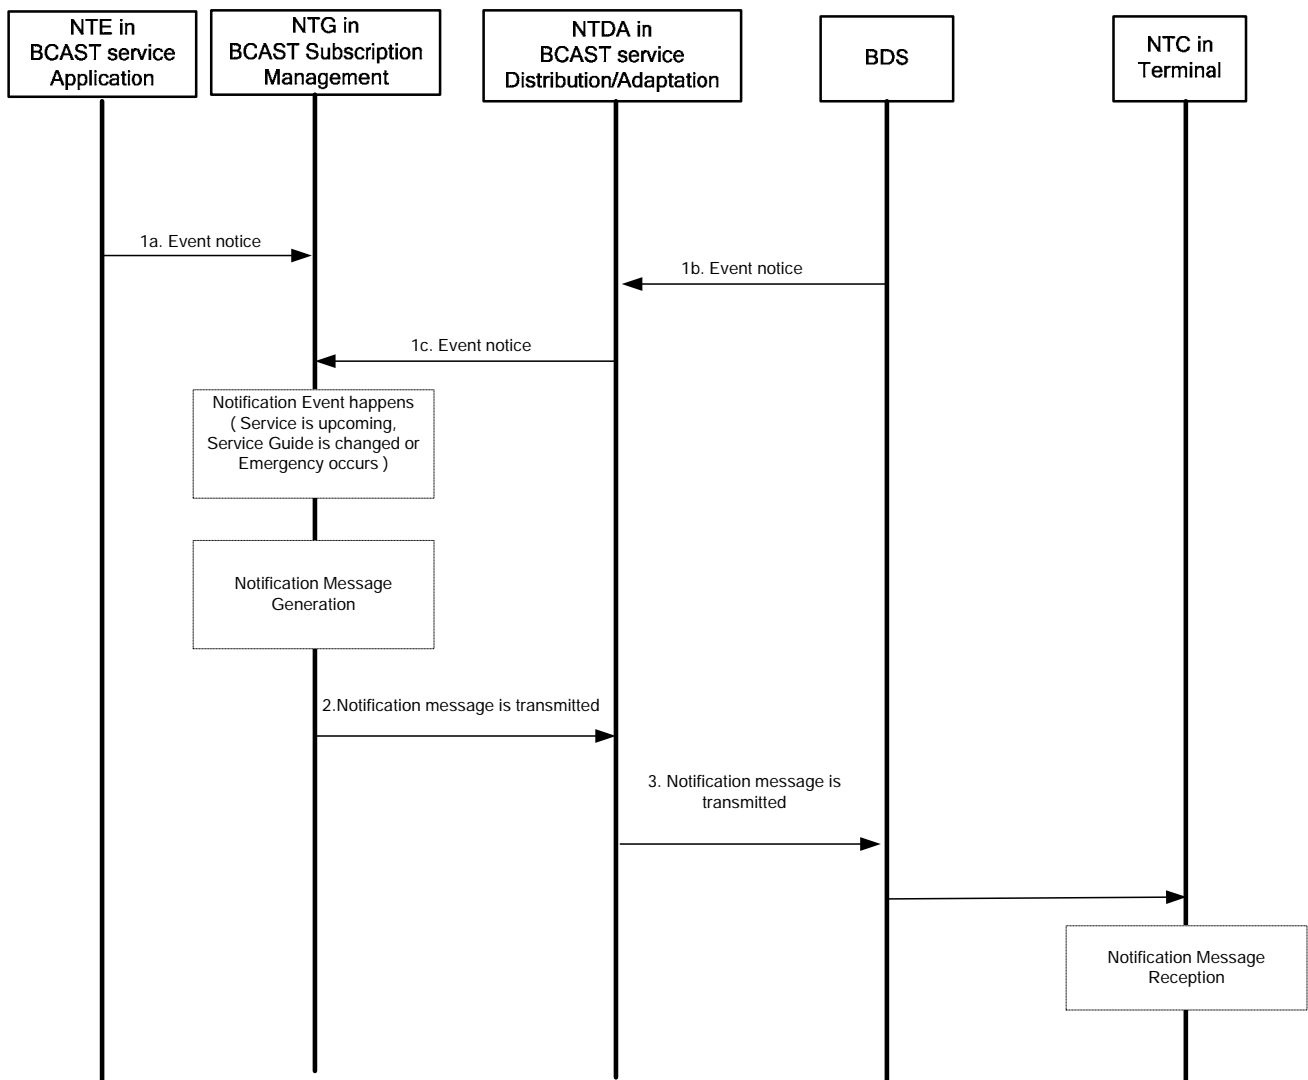 NTE in
BCAST service
Application
NTG in
BCAST Subscription
Management
NTDA in
BCAST service
Distribution/Adaptation
BDS
NTC in
Terminal
1a. Event notice
1b. Event notice
1c. Event notice
Notification Event happens
( Service is upcoming,
Service Guide is changed or
Emergency occurs )
Notification Message
Generation
2.Notification message is transmitted
3. Notification message is
transmitted
Notification Message
Reception